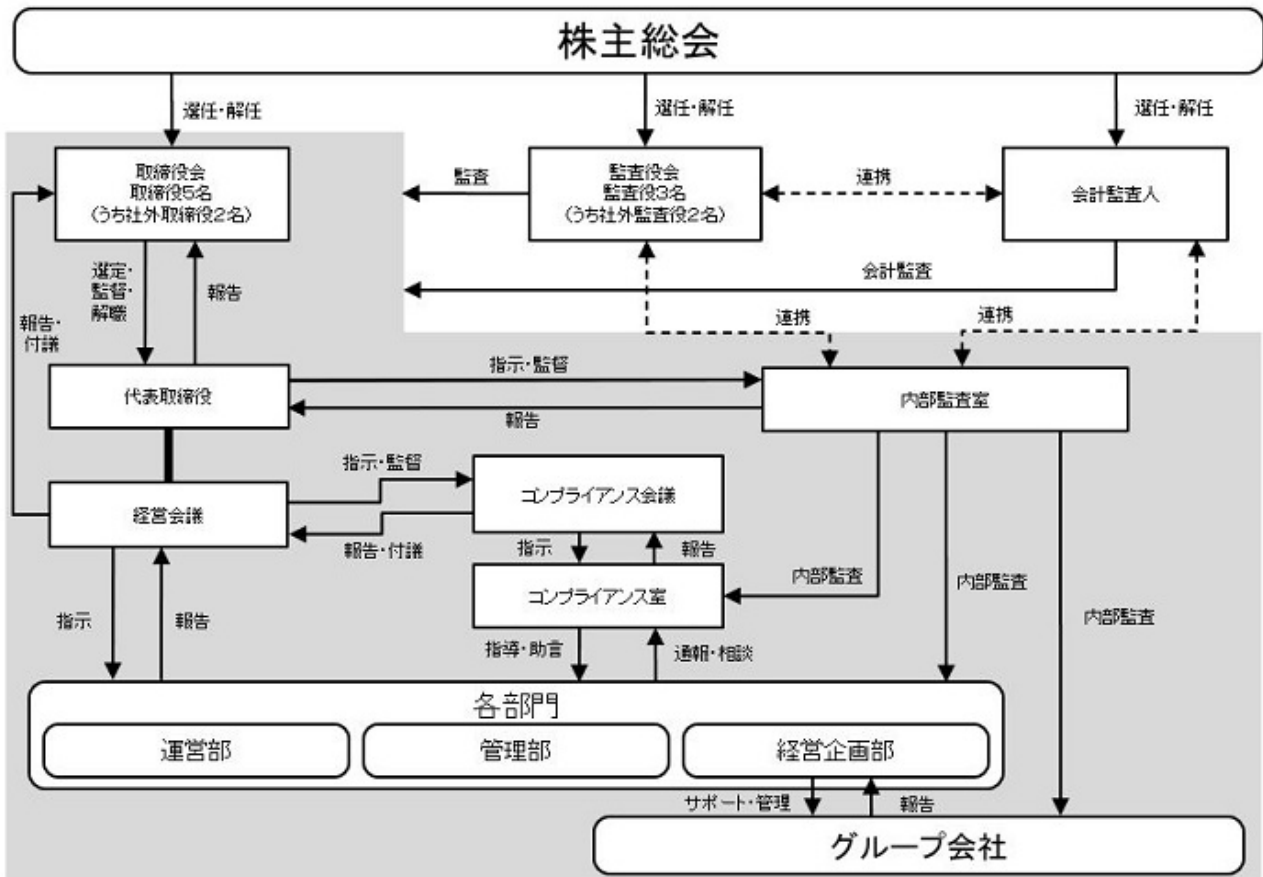 株主総会
選任・解任
選任・解任
選任・解任
取締役会
取締役5名
(うち社外取締役2名)
監査
監査役会
監査役3名
(うち社外監査役2名)
連携
会計監査人
選定・
監督・
解職
報告
会計監査
報告・
付議
連携
連携
代表取締役
指示・監督
報告
内部監査室
経営会議
指示・監督
報告・付議
コンプライアンス会議
指示
報告
コンプライアンス室
内部監査
内部監査
内部監査
指示
報告
指導・助言
通報・相談
各部門
運営部
管理部
経営企画部
サポート・管理
報告
グループ会社